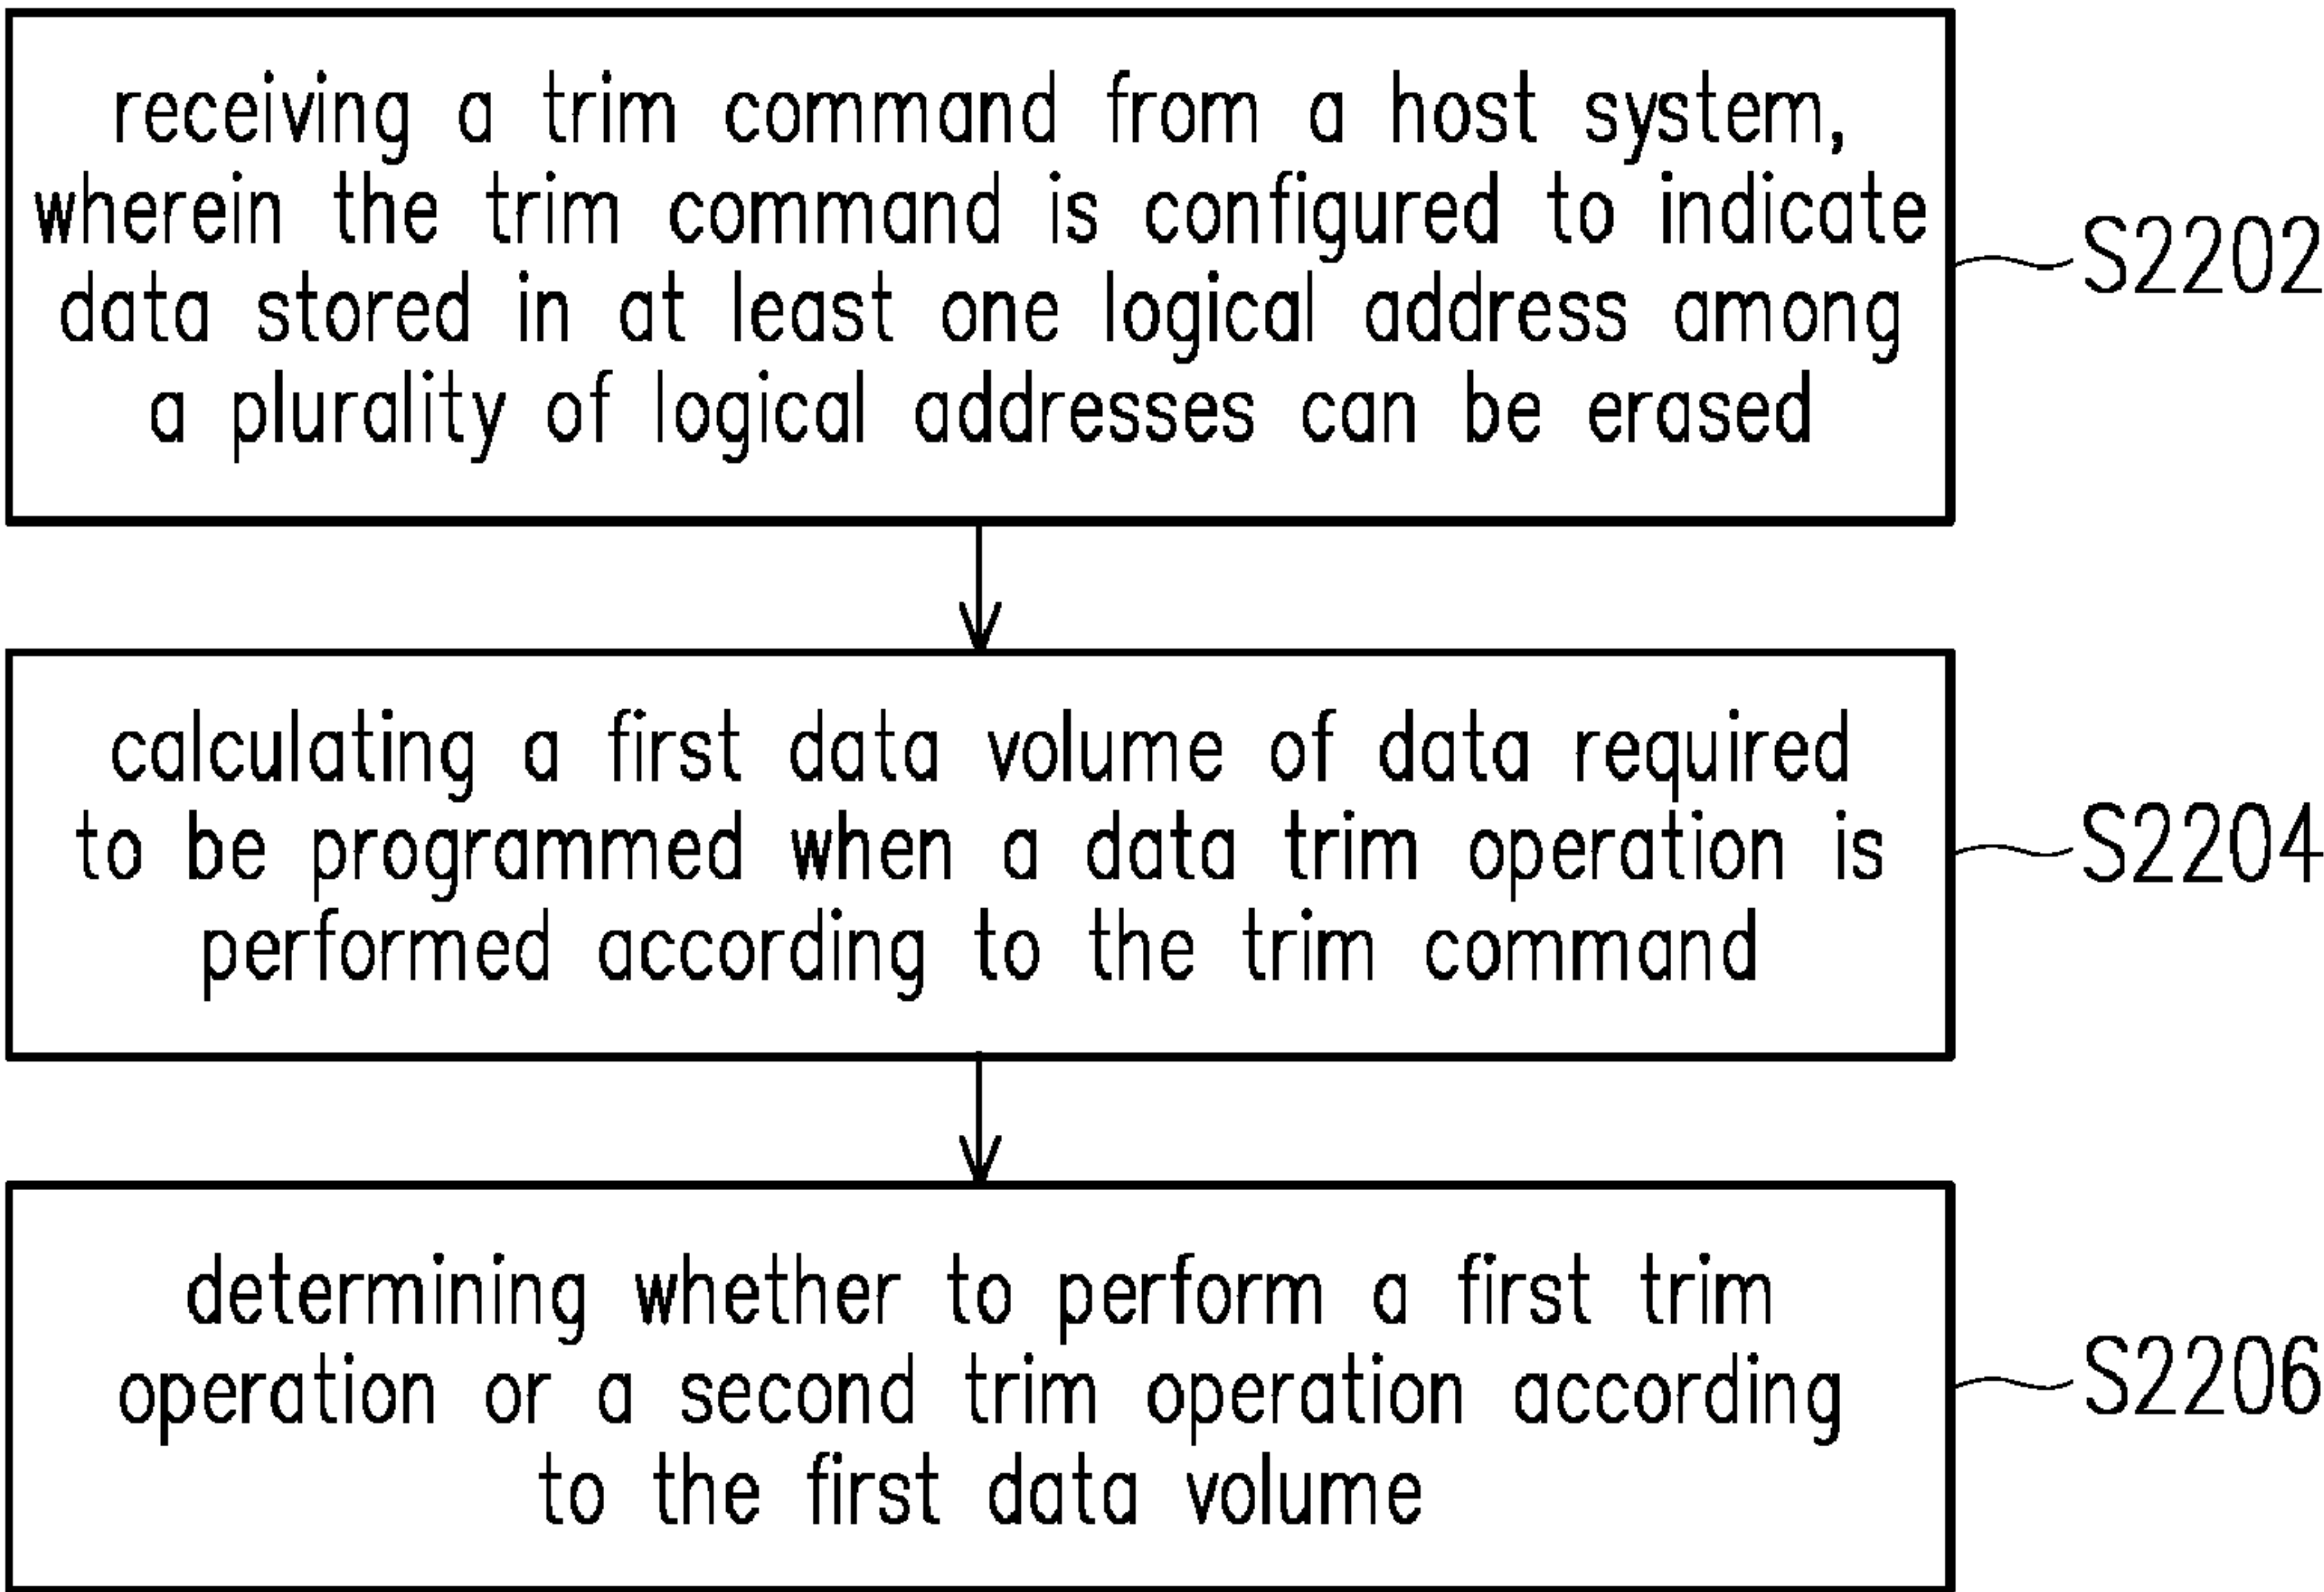 receiving a trim command from a host system,
wherein the trim command is configured to indicate
data stored in at least one logical address among
a plurality of logical addresses can be erased
S2202
calculating a first data volume of data required
to be programmed when a data trim operation is
performed according to the trim command
S2204
determining whether to perform a first trim
operation or a second trim operation according
to the first data volume
S2206